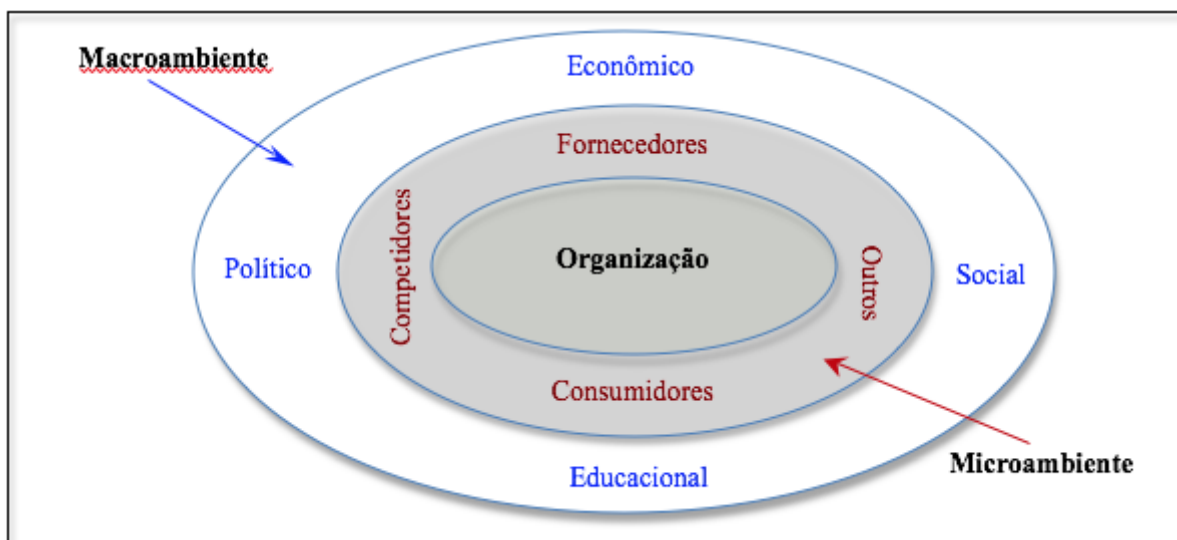 Macroambiente
Econômico
Fornecedores
Competidores
Organização
Outros
Político
Social
Consumidores
Microambiente
Educacional